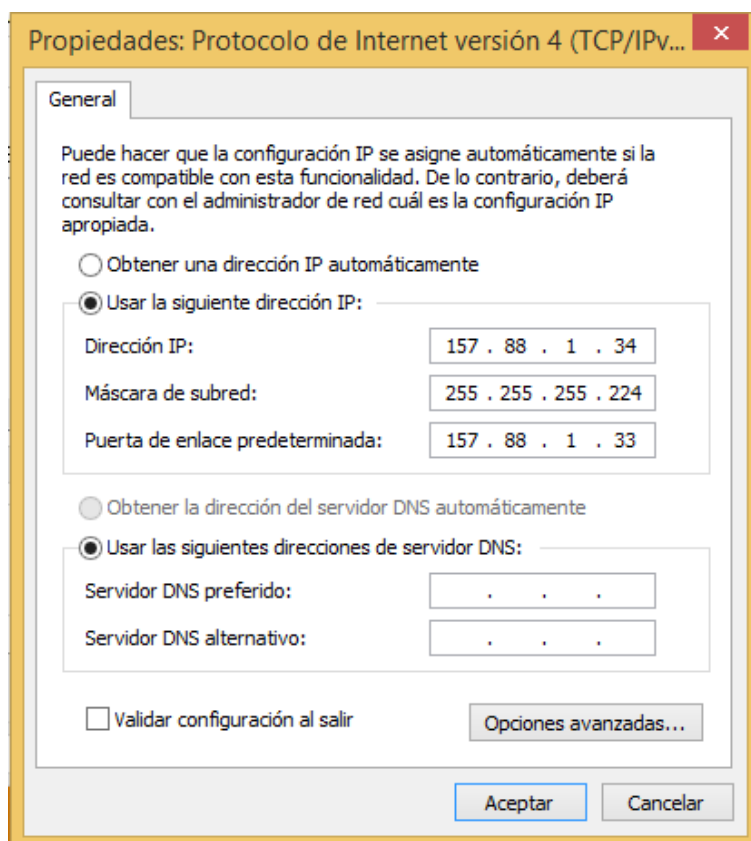 Propiedades: Protocolo de Internet versión 4 (TCP/IPv...
General
Puede hacer que la configuración IP se asigne automáticamente si la
red es compatible con esta funcionalidad. De lo contrario, deberá
consultar con el administrador de red cuál es la configuración IP
apropiada.
Obtener una dirección IP automáticamente
Usar la siguiente dirección IP:
Dirección IP: 157 . 88 . 1 . 34
Máscara de subred: 255 . 255 . 255 . 224
Puerta de enlace predeterminada: 157 . 88 . 1 . 33
Obtener la dirección del servidor DNS automáticamente
Usar las siguientes direcciones de servidor DNS:
Servidor DNS preferido: . . .
Servidor DNS alternativo: . . .
Validar configuración al salir
Opciones avanzadas...
Aceptar Cancelar